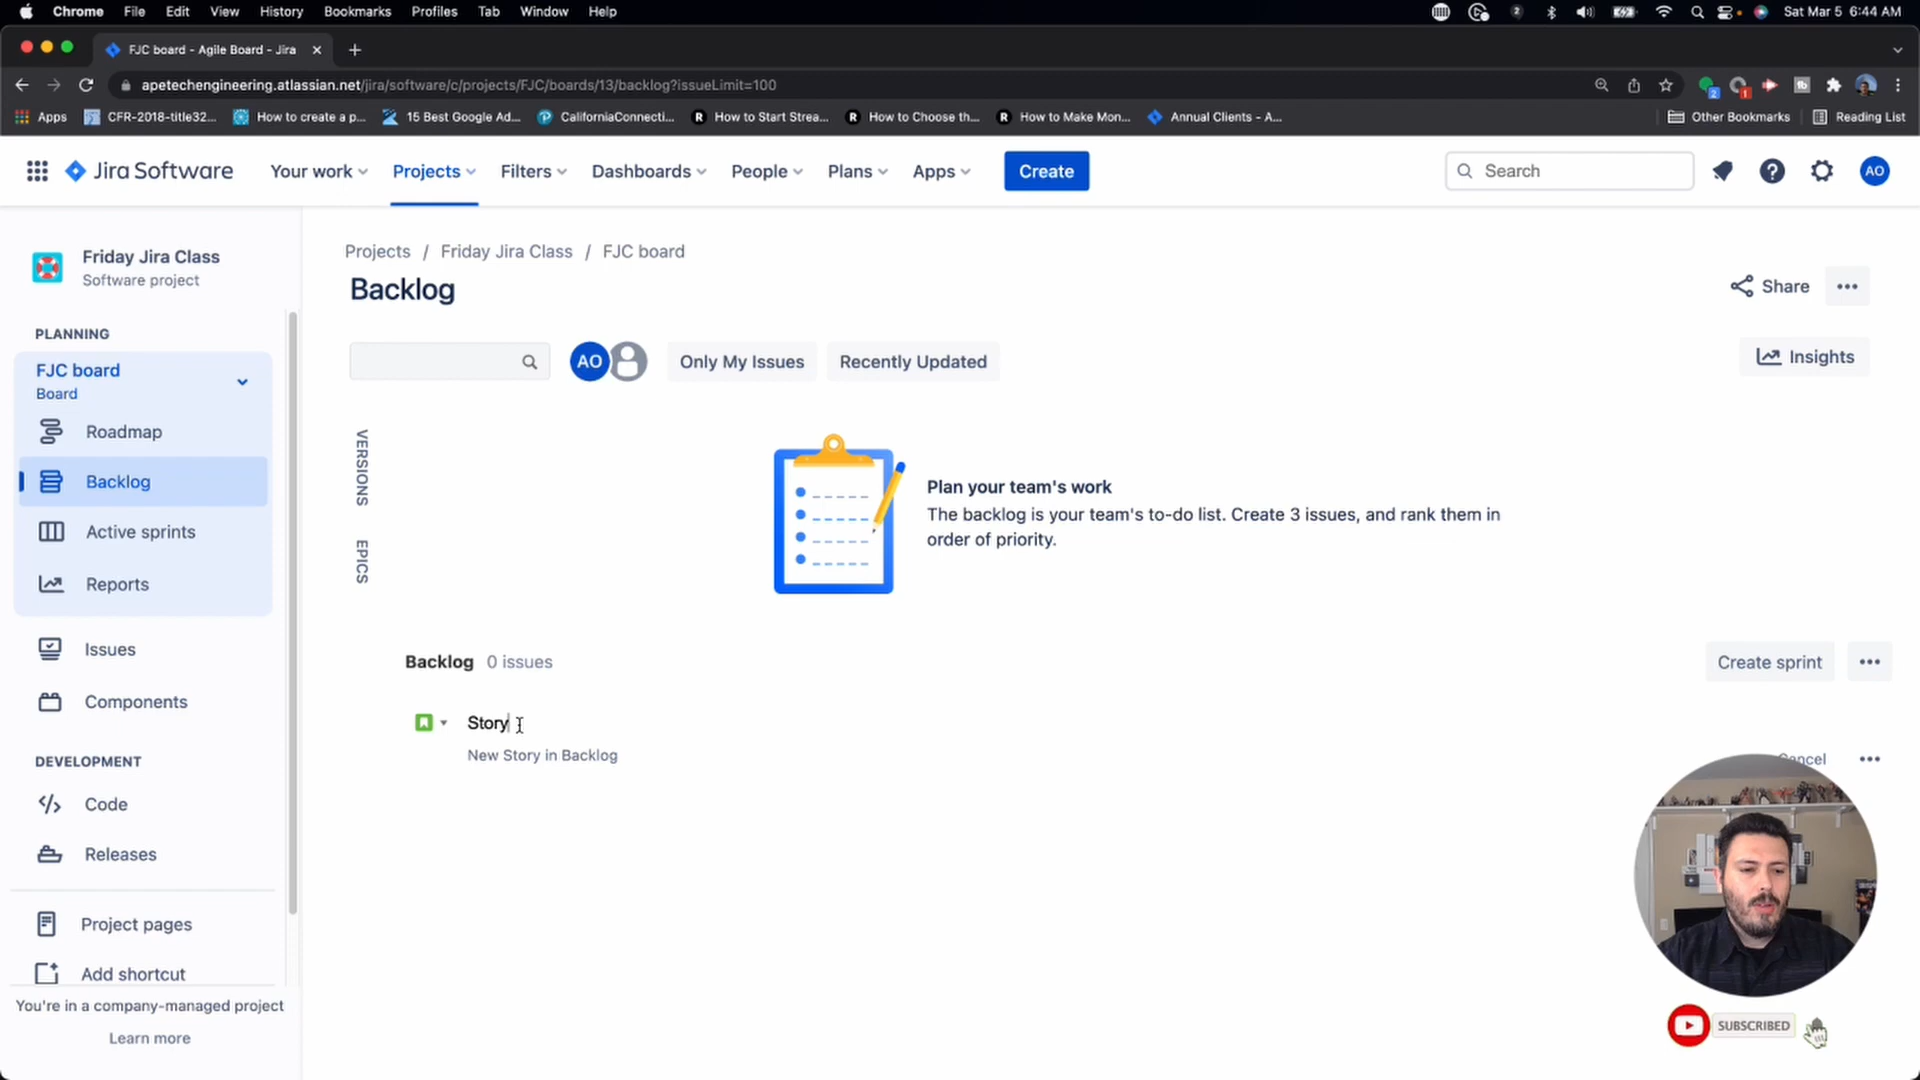 Chrome File Edit View History Bookmarks Profiles Tab Window Help
2
Sat Mar 5 6:44 AM
FJC board - Agile Board - Jira
apetechengineering.atlassian.net/jira/software/c/projects/FJC/boards/13/backlog?issueLimit=100
2
1
Apps
CFR-2018-title32...
How to create a p...
15 Best Google Ad...
CaliforniaConnecti...
How to Start Strea...
How to Choose th...
How to Make Mon...
Annual Clients - A...
Other Bookmarks
Reading List
Jira Software
Your work
Projects
Filters
Dashboards
People
Plans
Apps
Create
Search
AO
Friday Jira Class
Software project
PLANNING
FJC board
Board
Roadmap
Backlog
Active sprints
Reports
Issues
Components
DEVELOPMENT
Code
Releases
Project pages
Add shortcut
You're in a company-managed project
Learn more
Projects / Friday Jira Class / FJC board
Backlog
Share
AO
Only My Issues
Recently Updated
Insights
VERSIONS
EPICS
Plan your team's work
The backlog is your team's to-do list. Create 3 issues, and rank them in
order of priority.
Backlog 0 issues
Create sprint
Story
New Story in Backlog
Cancel
SUBSCRIBED